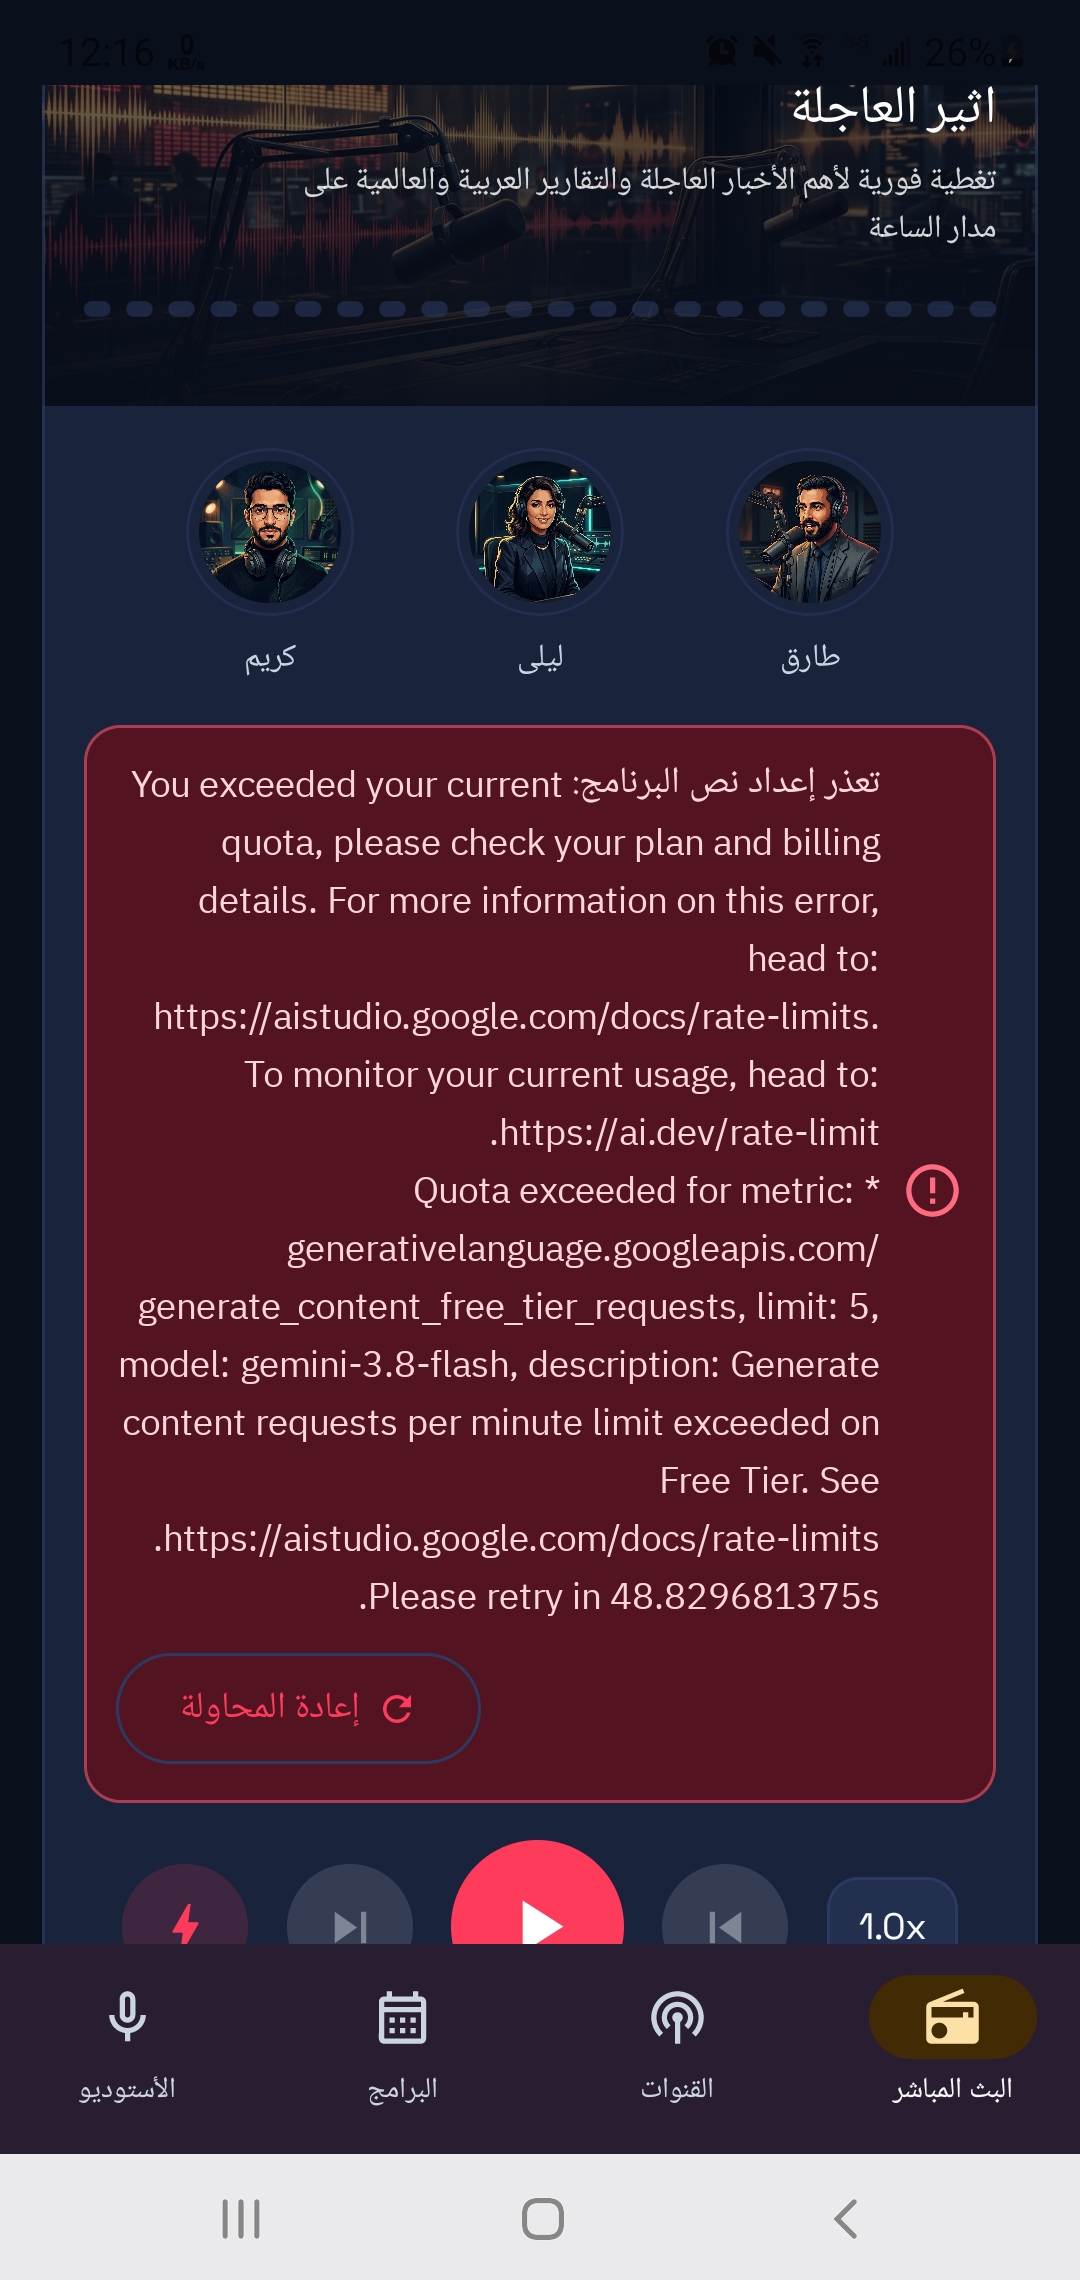 12:16
0
KB/s
26%
اثير العاجلة
تغطية فورية لأهم الأخبار العاجلة والتقارير العربية والعالمية على
مدار الساعة
طارق
ليلى
كريم
تعذر إعداد نص البرنامج: You exceeded your current
quota, please check your plan and billing
details. For more information on this error,
head to:
https://aistudio.google.com/docs/rate-limits.
To monitor your current usage, head to:
https://ai.dev/rate-limit.
* Quota exceeded for metric:
generativelanguage.googleapis.com/
generate_content_free_tier_requests, limit: 5,
model: gemini-3.8-flash, description: Generate
content requests per minute limit exceeded on
Free Tier. See
https://aistudio.google.com/docs/rate-limits.
Please retry in 48.829681375s.
إعادة المحاولة
1.0x
البث المباشر
القنوات
البرامج
الأستوديو